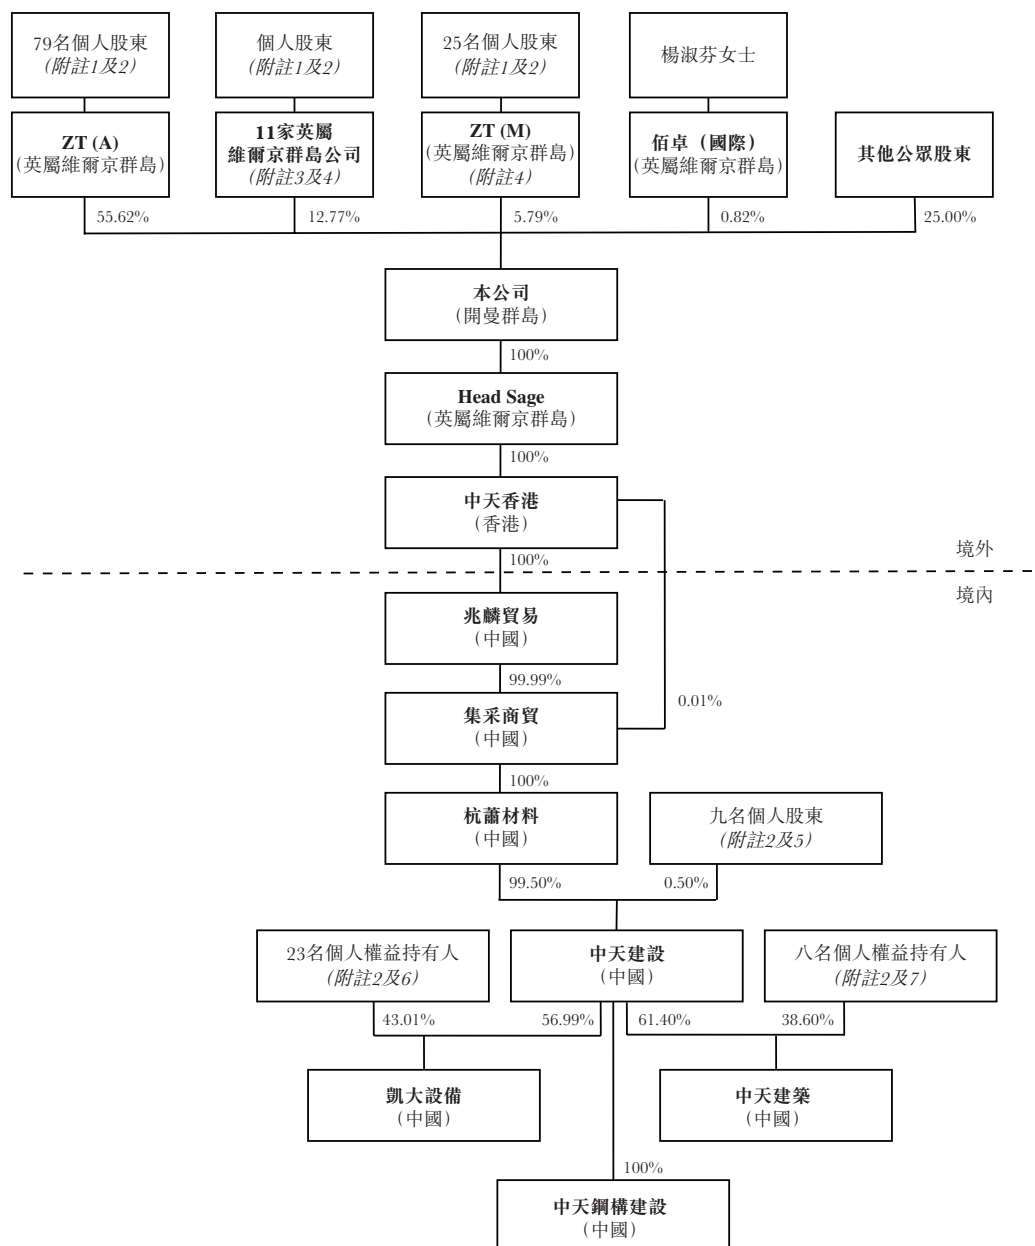 79名個人股東
(附註1及2)
個人股東
(附註1及2)
25名個人股東
(附註1及2)
楊淑芬女士
ZT (A)
(英屬維爾京群島)
11家英屬
維爾京群島公司
(附註3及4)
ZT (M)
(英屬維爾京群島)
(附註4)
佰卓（國際）
(英屬維爾京群島)
其他公眾股東
55.62%
12.77%
5.79%
0.82%
25.00%
本公司
(開曼群島)
100%
Head Sage
(英屬維爾京群島)
100%
中天香港
(香港)
100%
境外
境內
兆麟貿易
(中國)
99.99%
0.01%
集采商貿
(中國)
100%
杭蕭材料
(中國)
九名個人股東
(附註2及5)
99.50%
0.50%
23名個人權益持有人
(附註2及6)
中天建設
(中國)
八名個人權益持有人
(附註2及7)
43.01%
56.99%
61.40%
38.60%
凱大設備
(中國)
中天建築
(中國)
100%
中天鋼構建設
(中國)